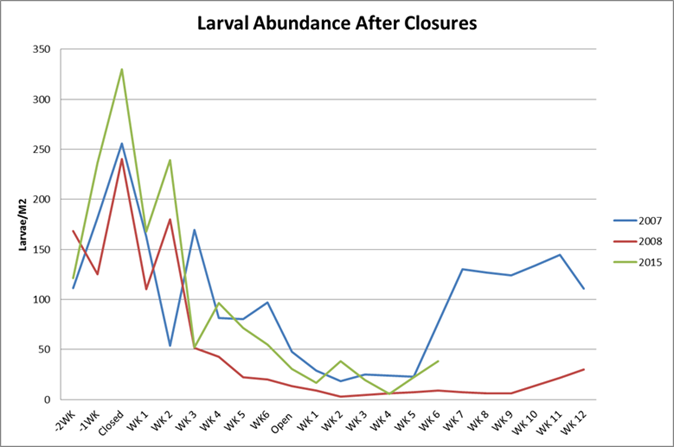 Larval Abundance After Closures
350
300
250
200
150
100
50
0
Larvae/M2
-2WK
-1WK
Closed
WK 1
WK 2
WK 3
WK 4
WK 5
WK6
Open
WK 1
WK 2
WK 3
WK 4
WK 5
WK 6
WK 7
WK 8
WK 9
WK 10
WK 11
WK 12
2007
2008
2015